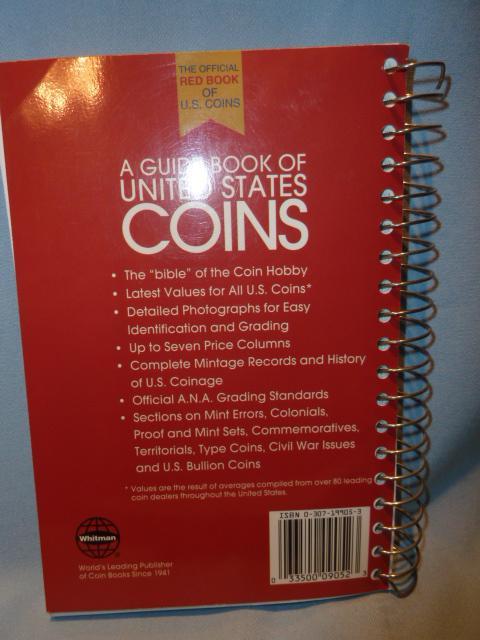 THE OFFICIAL
RED BOOK
OF
U.S. COINS
A GUIDE BOOK OF
UNITED STATES
COINS
• The "bible" of the Coin Hobby
• Latest Values for All U.S. Coins*
• Detailed Photographs for Easy
Identification and Grading
• Up to Seven Price Columns
• Complete Mintage Records and History
of U.S. Coinage
• Official A.N.A. Grading Standards
• Sections on Mint Errors, Colonials,
Proof and Mint Sets, Commemoratives,
Territorials, Type Coins, Civil War Issues
and U.S. Bullion Coins
* Values are the result of averages compiled from over 80 leading
coin dealers throughout the United States.
Whitman®
World's Leading Publisher
of Coin Books Since 1941
ISBN 0-307-19905-3
0 33500 09052 3